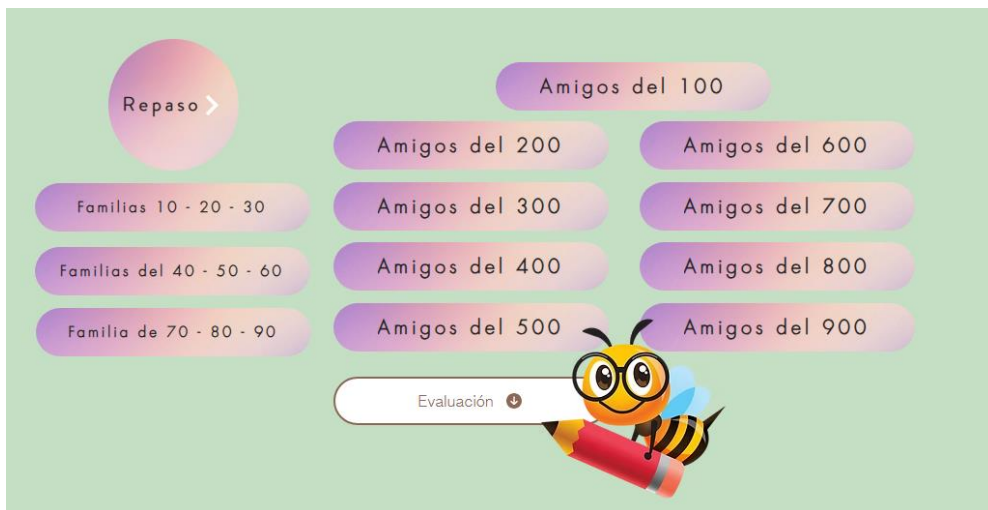 Repaso
Familias 10 - 20 - 30
Familias del 40 - 50 - 60
Familia de 70 - 80 - 90
Amigos del 100
Amigos del 200
Amigos del 300
Amigos del 400
Amigos del 500
Amigos del 600
Amigos del 700
Amigos del 800
Amigos del 900
Evaluación